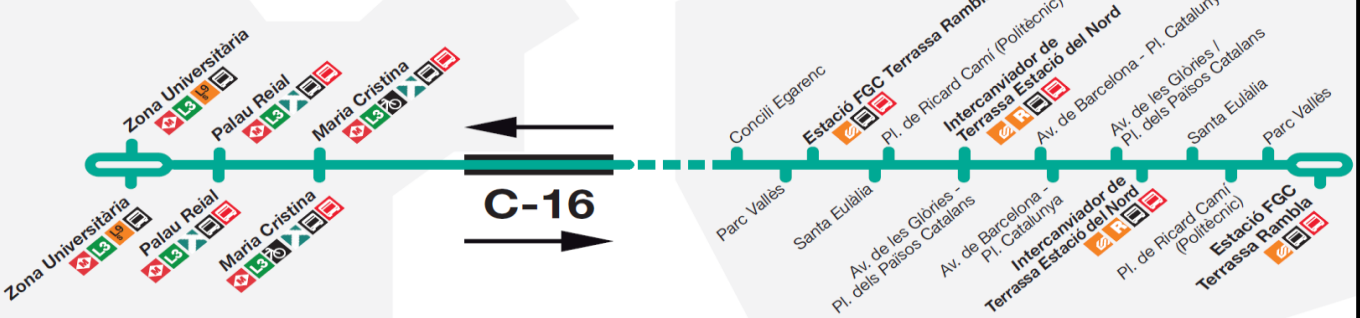 Zona Universitària
M L3 L9
Palau Reial
M L3
Maria Cristina
M L3
Concili Egarenc
Estació FGC Terrassa Rambla
Pl. de Ricard Camí (Politècnic)
Intercanviador de
Terrassa Estació del Nord
R
Av. de Barcelona - Pl. Cataluny
Av. de les Glòries /
Pl. dels Països Catalans
Santa Eulàlia
Parc Vallès
C-16
Zona Universitària
M L3 L9
Palau Reial
M L3
Maria Cristina
M L3
Parc Vallès
Santa Eulàlia
Av. de les Glòries -
Pl. dels Països Catalans
Av. de Barcelona -
Pl. Catalunya
Intercanviador de
Terrassa Estació del Nord
R
Pl. de Ricard Camí
(Politècnic)
Estació FGC
Terrassa Rambla